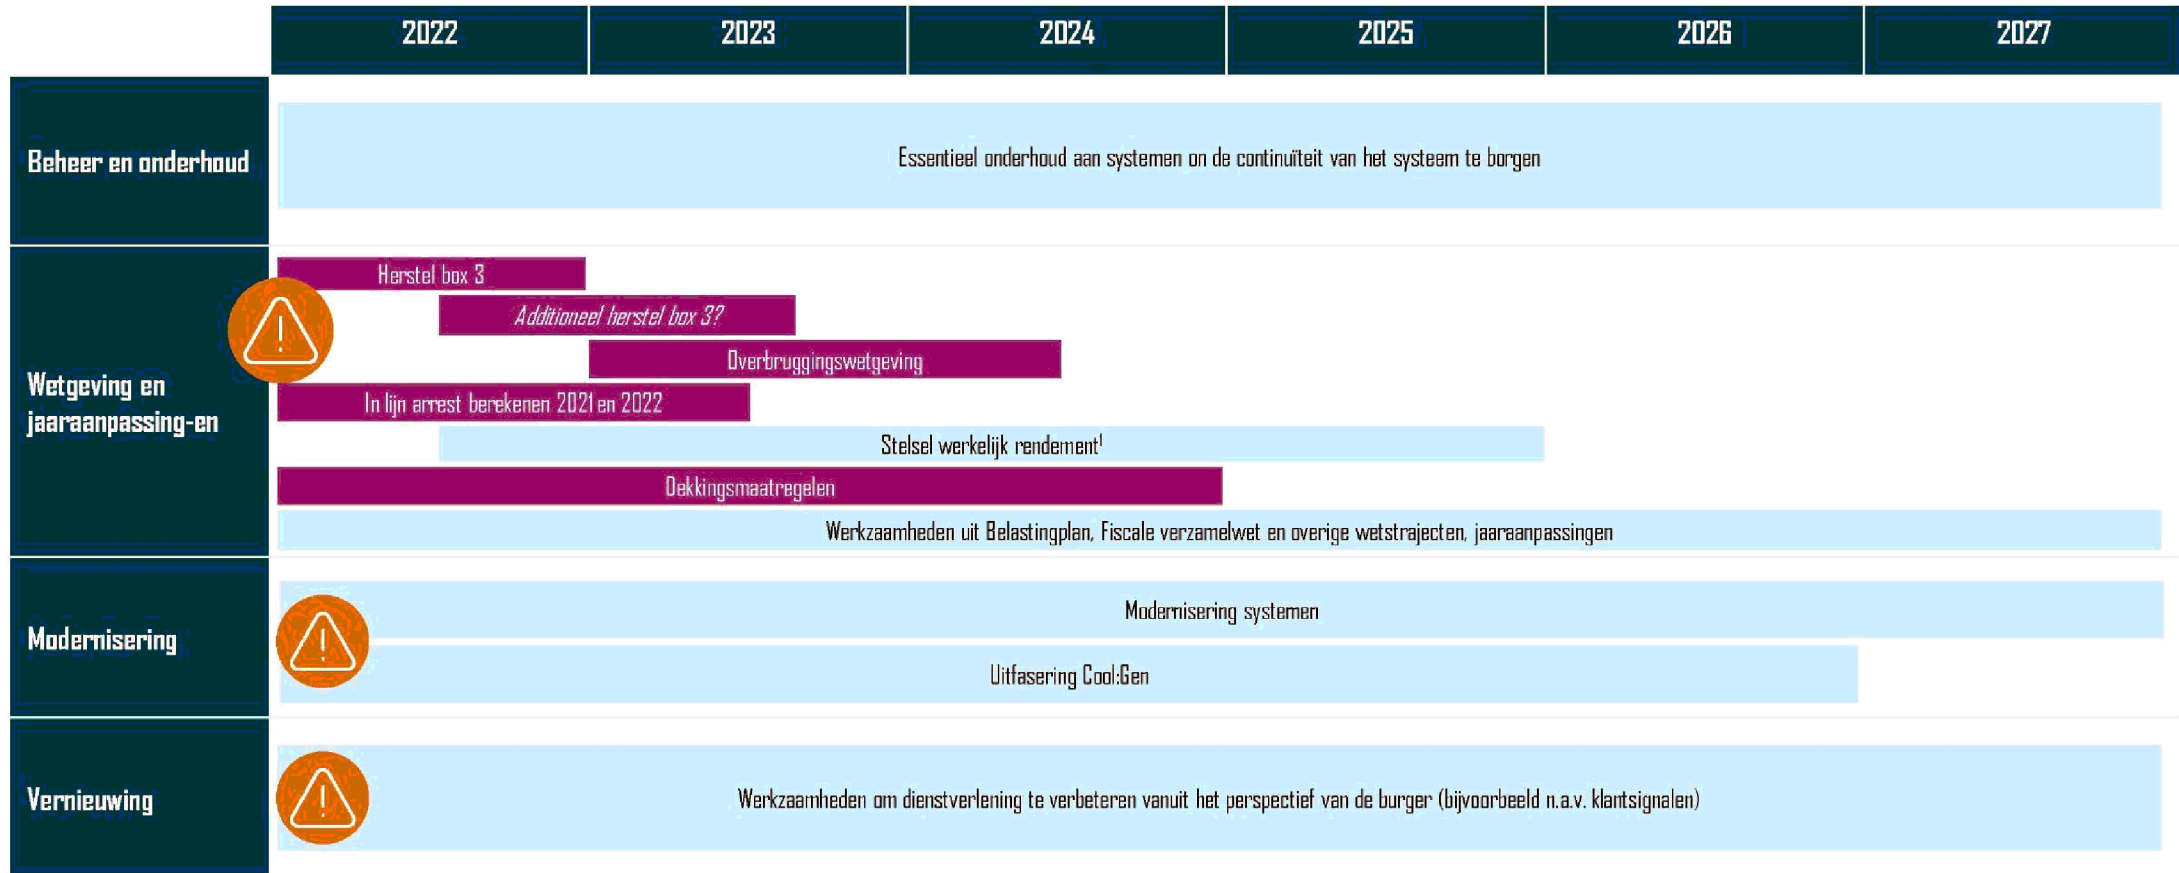 2022 2023 2024 2025 2026 2027
Beheer en onderhoud
Essentieel onderhoud aan systemen on de continuïteit van het systeem te borgen
Wetgeving en
jaaraanpassing-en
Herstel box 3
Additioneel herstel box 3?
Overbruggingswetgeving
In lijn arrest berekenen 2021 en 2022
Stelsel werkelijk rendement¹
Dekkingsmaatregelen
Werkzaamheden uit Belastingplan, Fiscale verzamelwet en overige wetstrajecten, jaaraanpassingen
Modernisering
Modernisering systemen
Uitfasering Cool:Gen
Vernieuwing
Werkzaamheden om dienstverlening te verbeteren vanuit het perspectief van de burger (bijvoorbeeld n.a.v. klantsignalen)